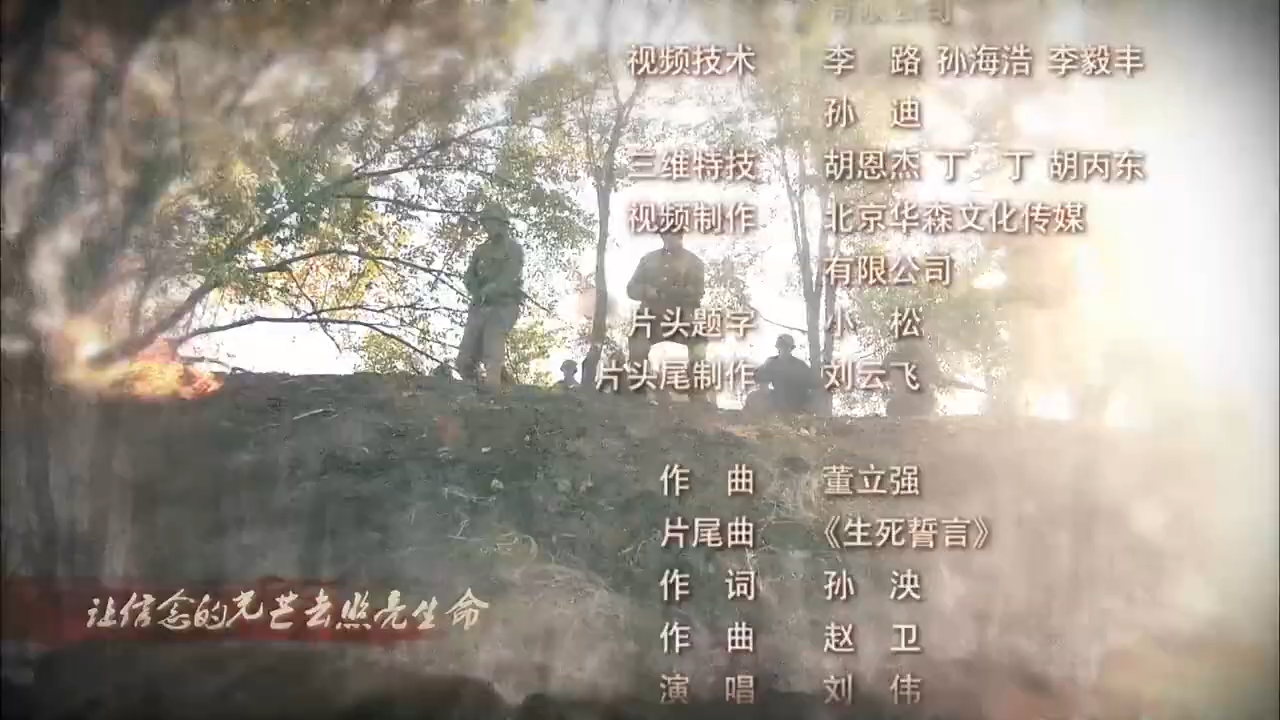 有限公司
视频技术 李 路 孙海浩 李毅丰
孙 迪
三维特技 胡恩杰 丁 丁 胡丙东
视频制作 北京华森文化传媒
有限公司
片头题字 小 松
片头尾制作 刘云飞
作 曲 董立强
片尾曲 《生死誓言》
作 词 孙 泱
作 曲 赵 卫
演 唱 刘 伟
让信念的光芒去照亮生命